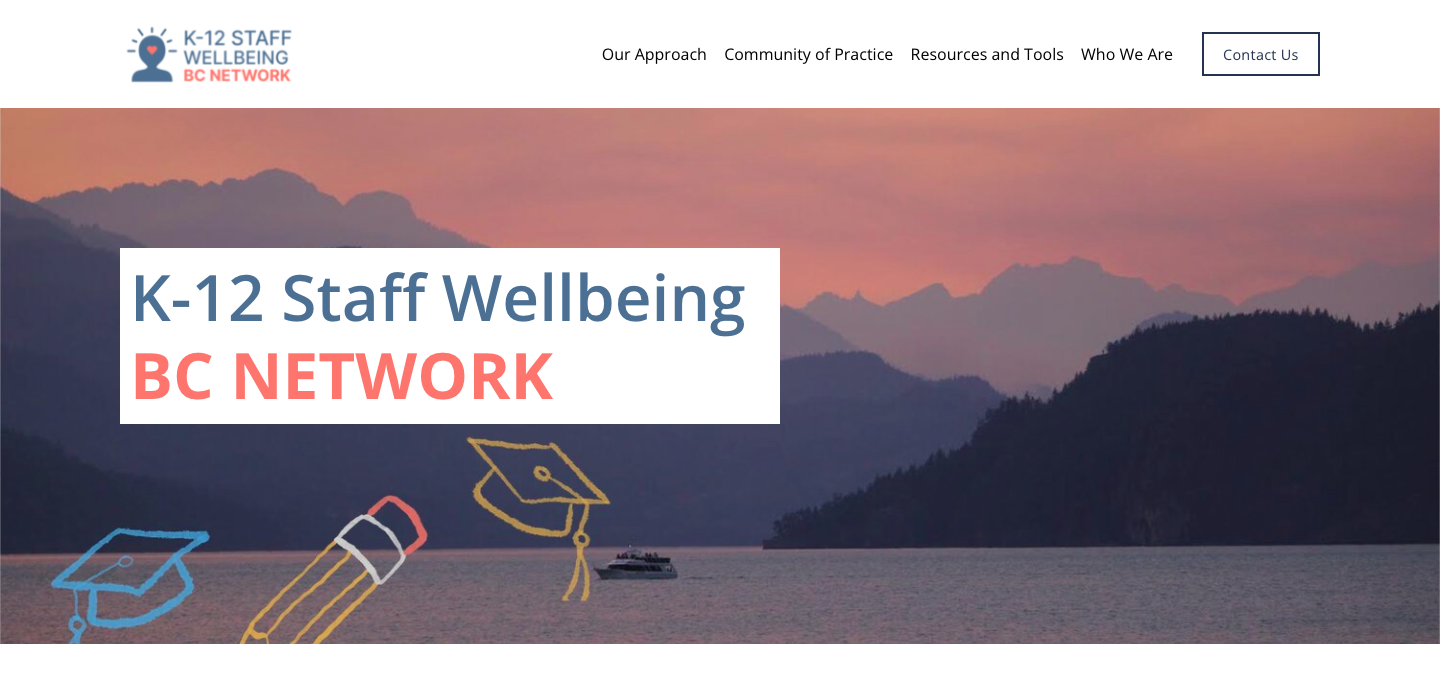 K-12 STAFF
WELLBEING
BC NETWORK
Our Approach
Community of Practice
Resources and Tools
Who We Are
Contact Us
K-12 Staff Wellbeing
BC NETWORK